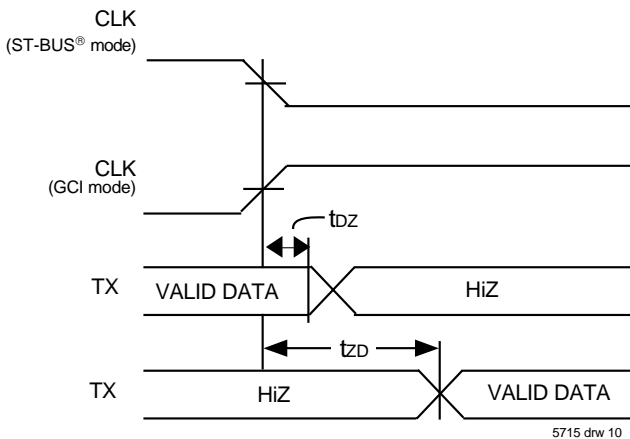 CLK
(ST-BUS® mode)
CLK
(GCI mode)
tDZ
TX
VALID DATA
HiZ
tZD
TX
HiZ
VALID DATA
5715 drw 10